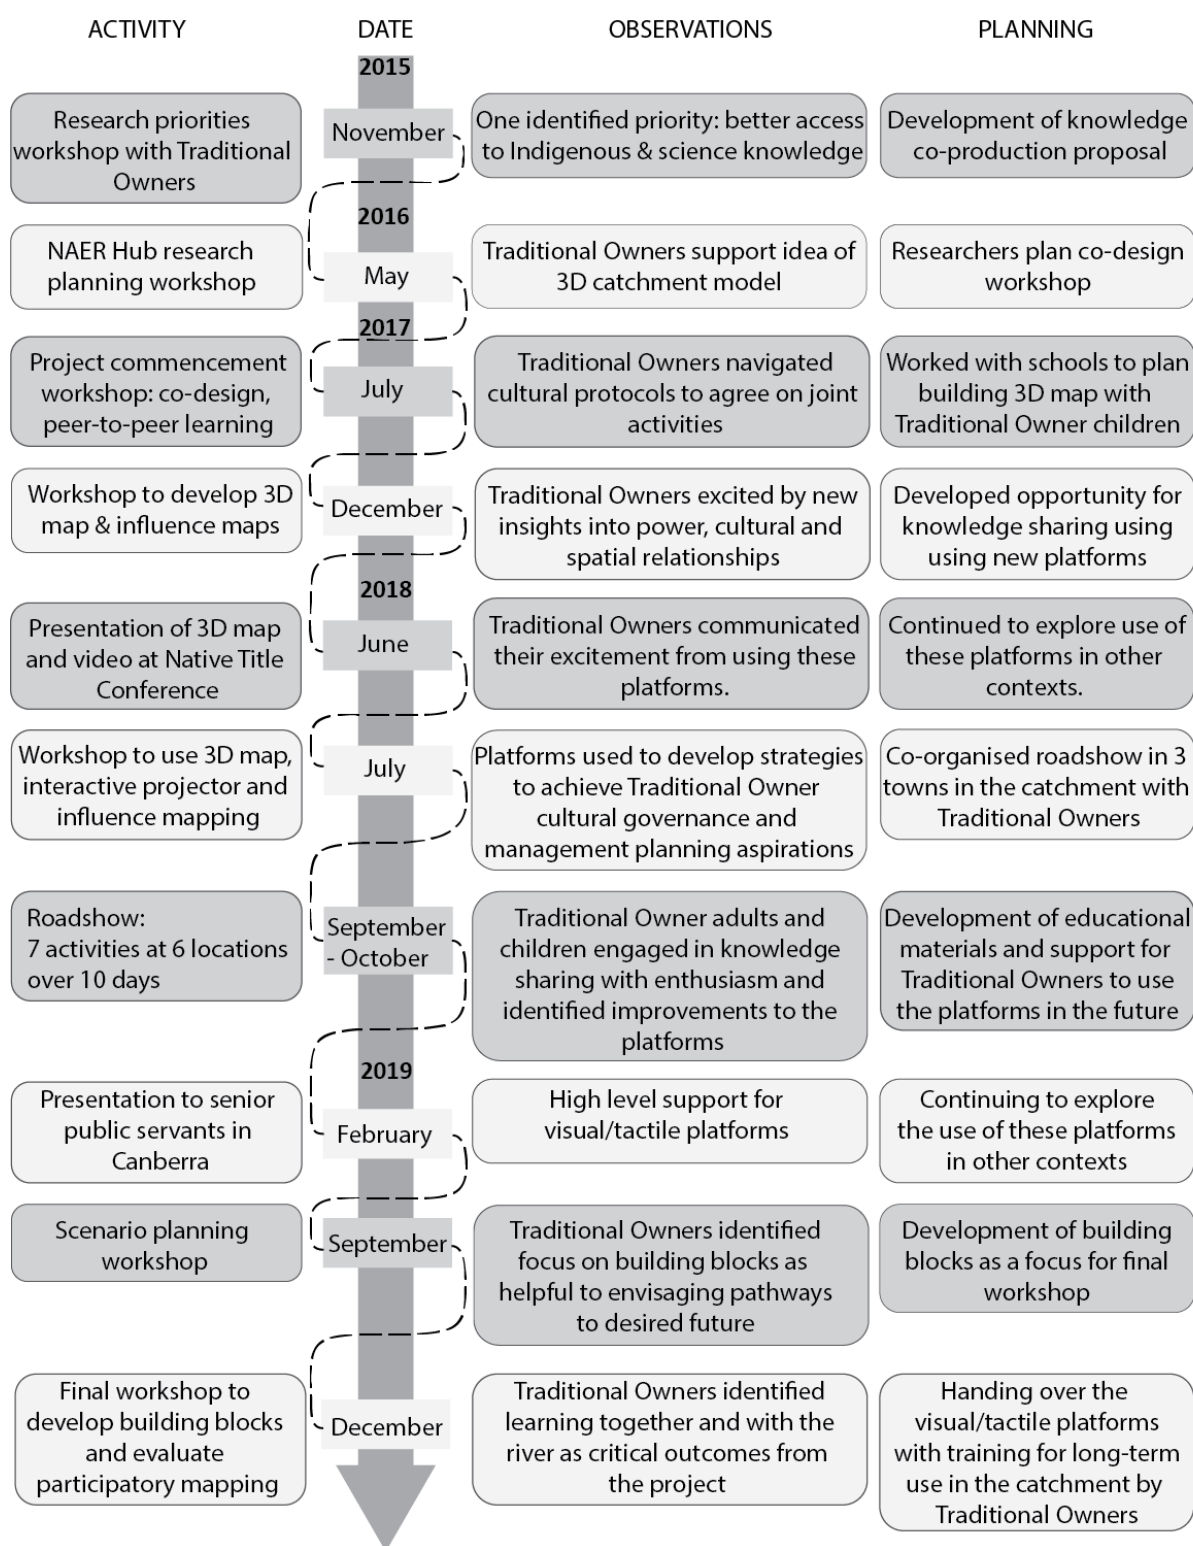 ACTIVITY DATE OBSERVATIONS PLANNING
2015
Research priorities
workshop with Traditional
Owners
November
One identified priority: better access
to Indigenous & science knowledge
Development of knowledge
co-production proposal
2016
NAER Hub research
planning workshop
May
Traditional Owners support idea of
3D catchment model
Researchers plan co-design
workshop
2017
Project commencement
workshop: co-design,
peer-to-peer learning
July
Traditional Owners navigated
cultural protocols to agree on joint
activities
Worked with schools to plan
building 3D map with
Traditional Owner children
Workshop to develop 3D
map & influence maps
December
Traditional Owners excited by new
insights into power, cultural and
spatial relationships
Developed opportunity for
knowledge sharing using
using new platforms
2018
Presentation of 3D map
and video at Native Title
Conference
June
Traditional Owners communicated
their excitement from using these
platforms.
Continued to explore use of
these platforms in other
contexts.
Workshop to use 3D map,
interactive projector and
influence mapping
July
Platforms used to develop strategies
to achieve Traditional Owner
cultural governance and
management planning aspirations
Co-organised roadshow in 3
towns in the catchment with
Traditional Owners
Roadshow:
7 activities at 6 locations
over 10 days
September
- October
Traditional Owner adults and
children engaged in knowledge
sharing with enthusiasm and
identified improvements to the
platforms
Development of educational
materials and support for
Traditional Owners to use
the platforms in the future
2019
Presentation to senior
public servants in
Canberra
February
High level support for
visual/tactile platforms
Continuing to explore
the use of these platforms
in other contexts
Scenario planning
workshop
September
Traditional Owners identified
focus on building blocks as
helpful to envisaging pathways
to desired future
Development of building
blocks as a focus for final
workshop
Final workshop to
develop building blocks
and evaluate
participatory mapping
December
Traditional Owners identified
learning together and with the
river as critical outcomes from
the project
Handing over the
visual/tactile platforms
with training for long-term
use in the catchment by
Traditional Owners